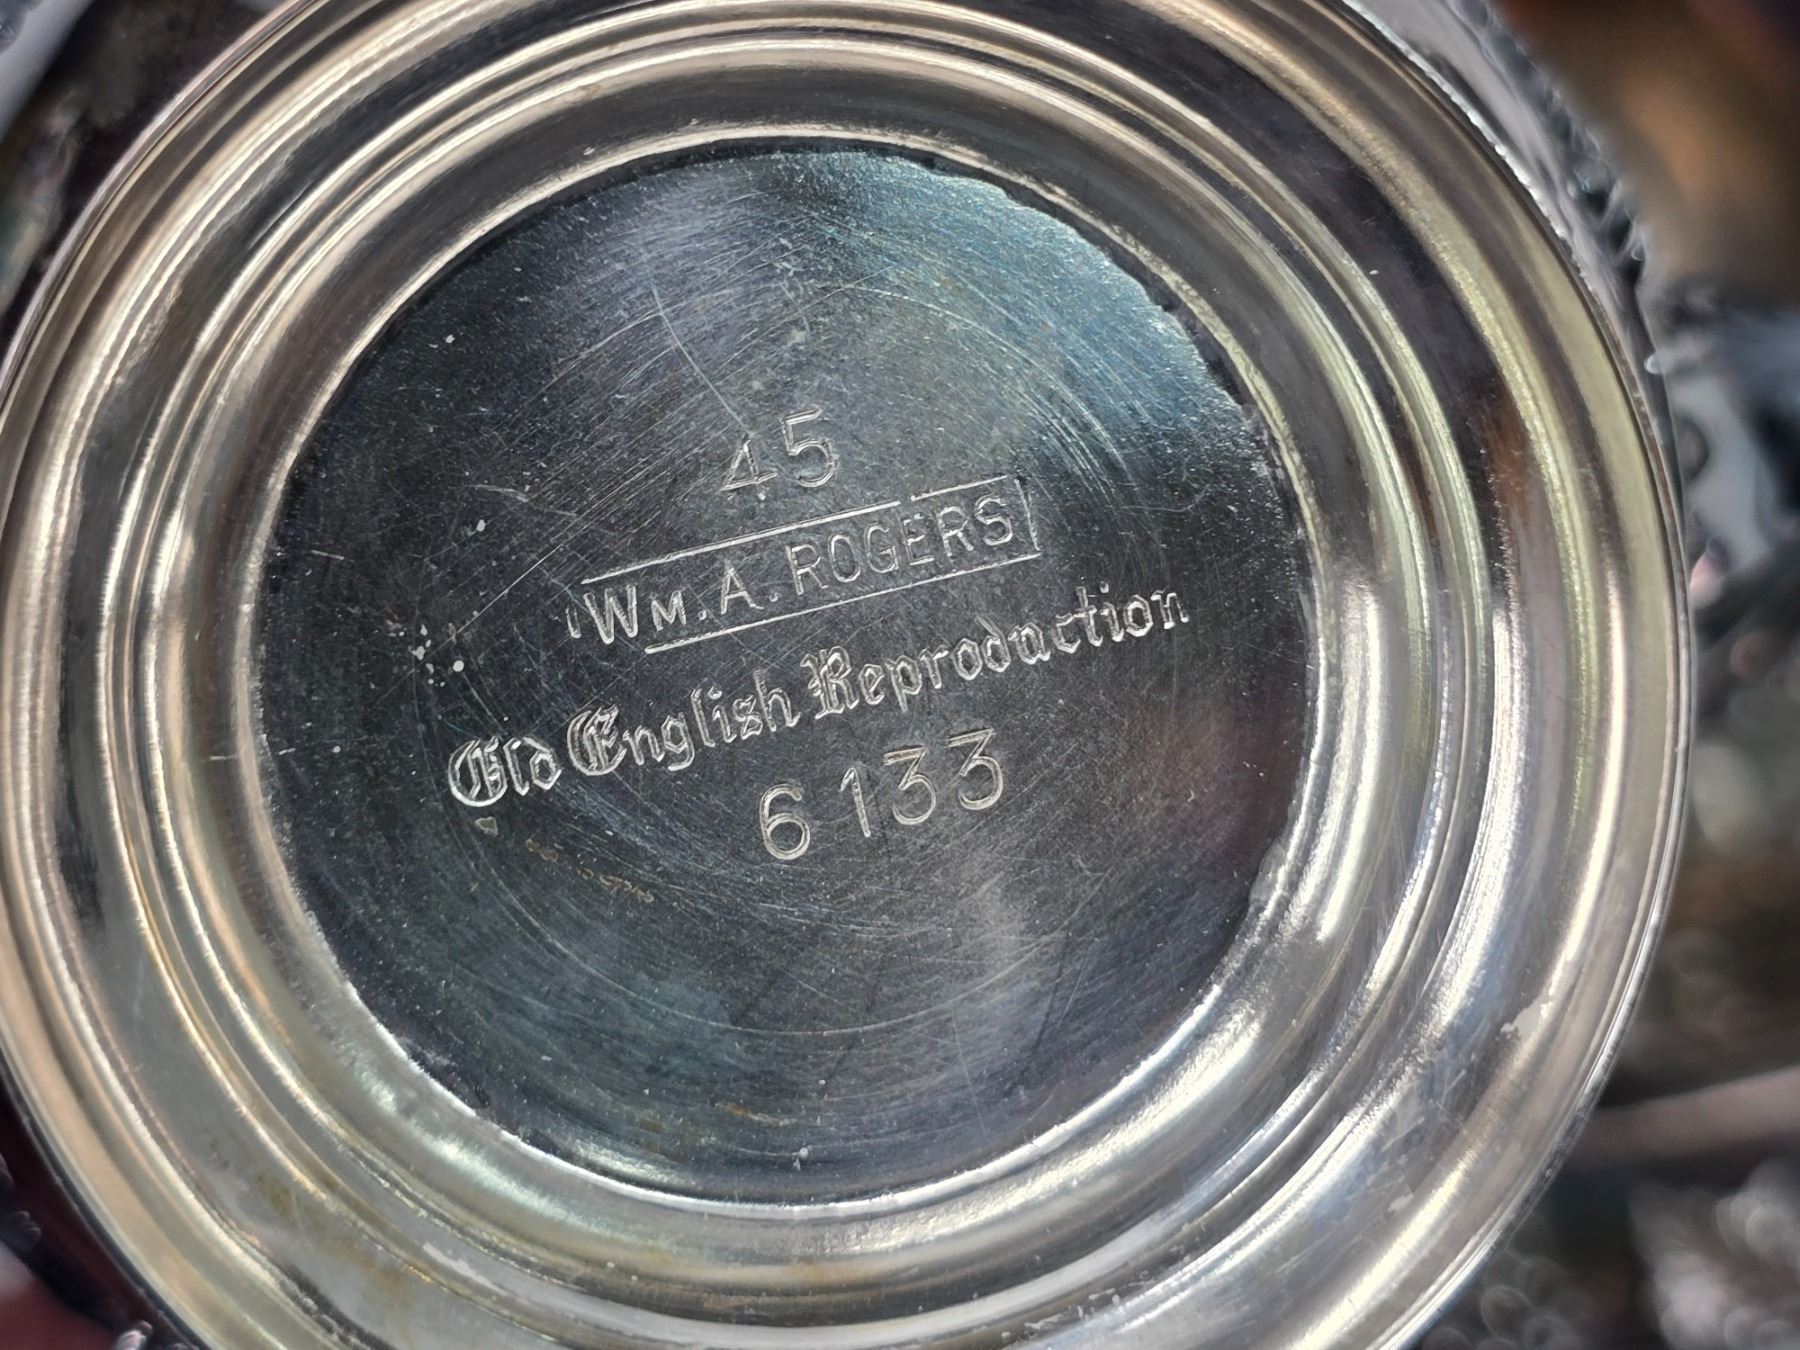 45
WM. A. ROGERS
Old English Reproduction
6133